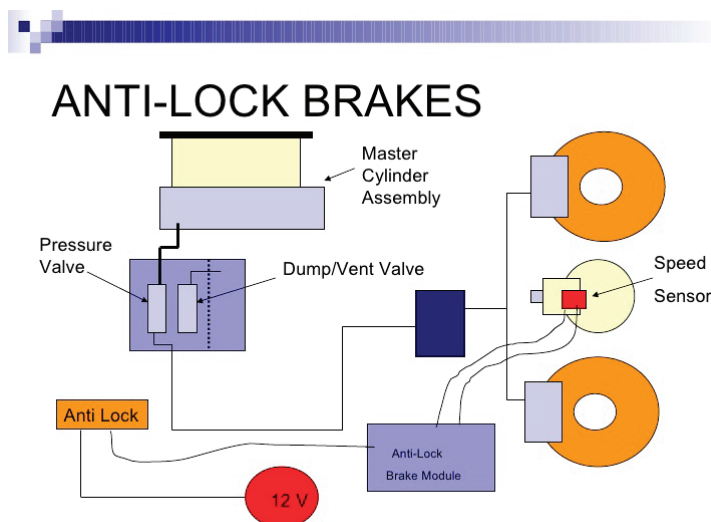 ANTI-LOCK BRAKES
Master
Cylinder
Assembly
Pressure
Valve
Dump/Vent Valve
Speed
Sensor
Anti Lock
Anti-Lock
Brake Module
12 V